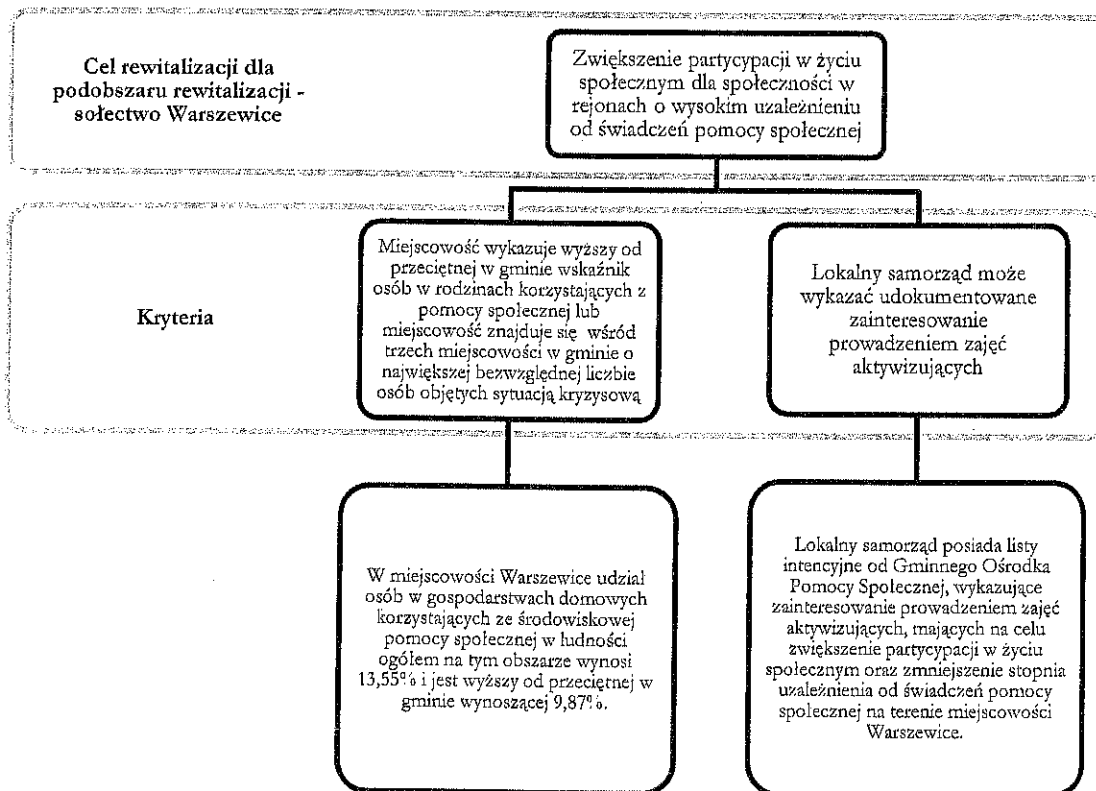 Cel rewitalizacji dla
podobszaru rewitalizacji -
sołectwo Warszewice
Zwiększenie partycypacji w życiu
społecznym dla społeczności w
rejonach o wysokim uzależnieniu
od świadczeń pomocy społecznej
Kryteria
Miejscowość wykazuje wyższy od
przeciętnej w gminie wskaźnik
osób w rodzinach korzystających z
pomocy społecznej lub
miejscowość znajduje się wśród
trzech miejscowości w gminie o
największej bezwzględnej liczbie
osób objętych sytuacją kryzysową
Lokalny samorząd może
wykazać udokumentowane
zainteresowanie
prowadzeniem zajęć
aktywizujących
W miejscowości Warszewice udział
osób w gospodarstwach domowych
korzystających ze środowiskowej
pomocy społecznej w ludności
ogółem na tym obszarze wynosi
13,55% i jest wyższy od przeciętnej w
gminie wynoszącej 9,87%.
Lokalny samorząd posiada listy
intencyjne od Gminnego Ośrodka
Pomocy Społecznej, wykazujące
zainteresowanie prowadzeniem zajęć
aktywizujących, mających na celu
zwiększenie partycypacji w życiu
społecznym oraz zmniejszenie stopnia
uzależnienia od świadczeń pomocy
społecznej na terenie miejscowości
Warszewice.